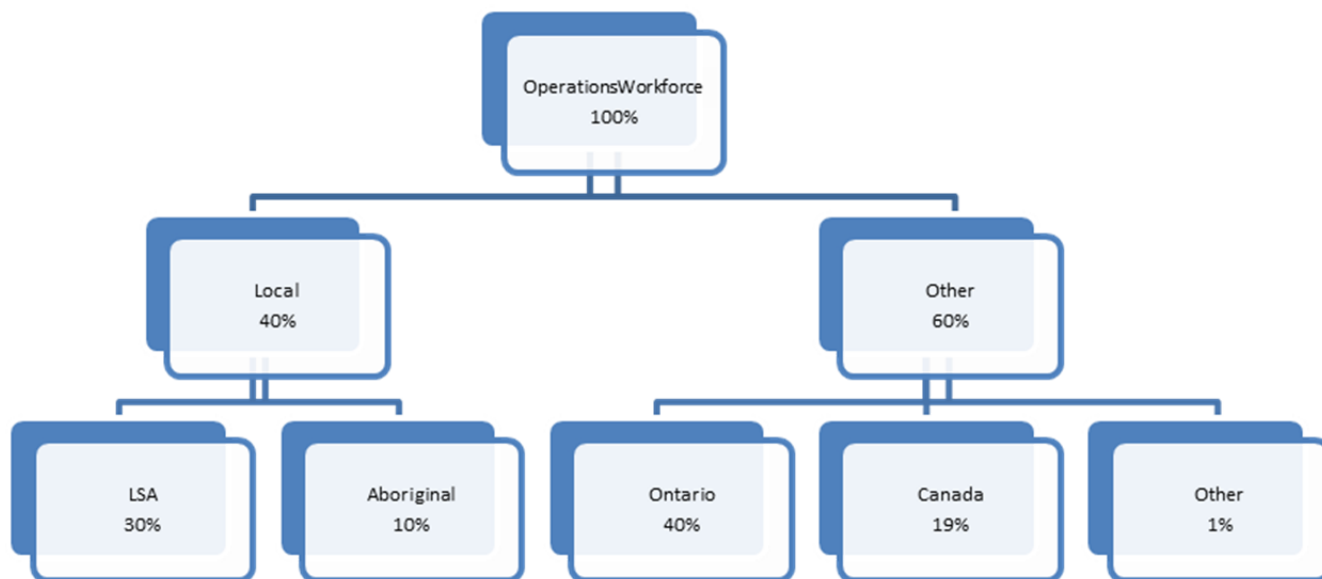 OperationsWorkforce
100%
Local
40%
Other
60%
LSA
30%
Aboriginal
10%
Ontario
40%
Canada
19%
Other
1%